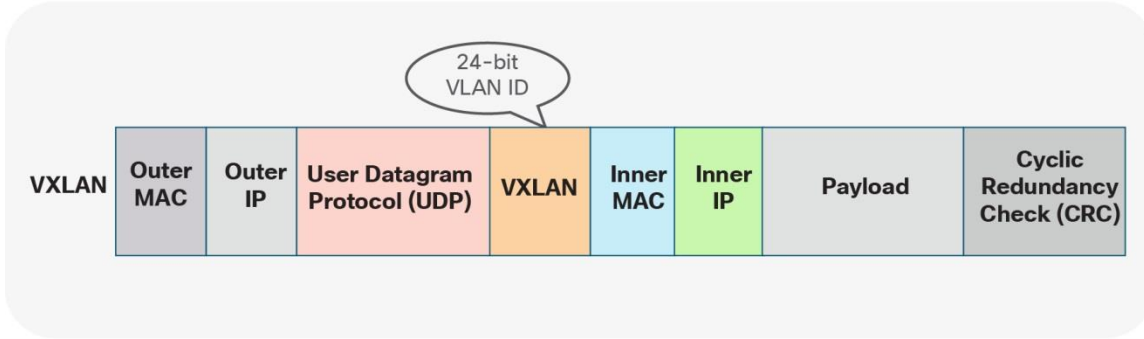 24-bit
VLAN ID
VXLAN
Outer
MAC
Outer
IP
User Datagram
Protocol (UDP)
VXLAN
Inner
MAC
Inner
IP
Payload
Cyclic
Redundancy
Check (CRC)